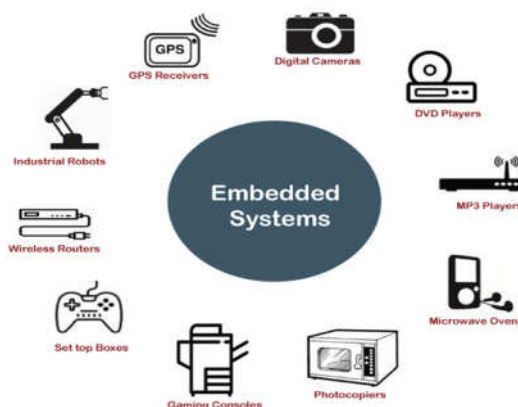 GPS
GPS Receivers
Digital Cameras
DVD Players
Industrial Robots
Embedded
Systems
MP3 Players
Wireless Routers
Microwave Oven
Set top Boxes
Photocopiers
Gaming Consoles